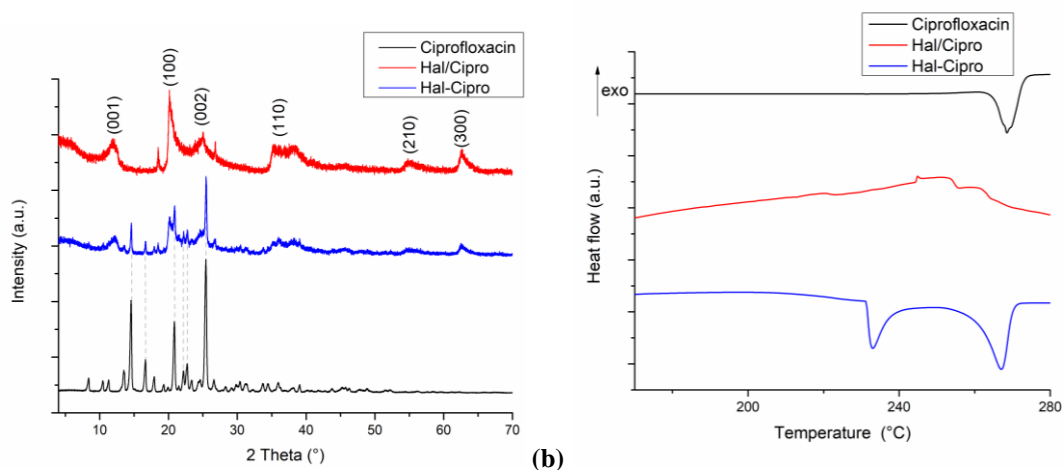 Ciprofloxacin
Hal/Cipro
Hal-Cipro
(001)
(100)
(002)
(110)
(210)
(300)
Intensity (a.u.)
10 20 30 40 50 60 70
2 Theta (°)
(b)
Ciprofloxacin
Hal/Cipro
Hal-Cipro
exo
Heat flow (a.u.)
200 240 280
Temperature (°C)